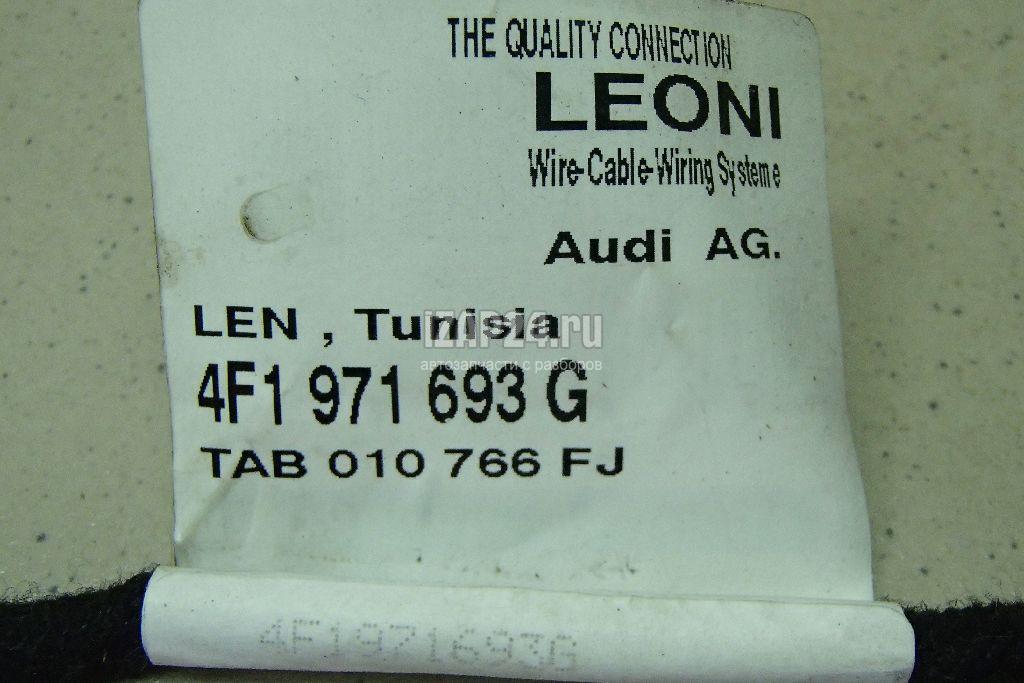 THE QUALITY CONNECTION
LEONI
Wire-Cable-Wiring Systeme
Audi AG.
LEN , Tunisia
iZAP24.ru
автозапчасти с разборов
4F1 971 693 G
TAB 010 766 FJ
4F1971693G